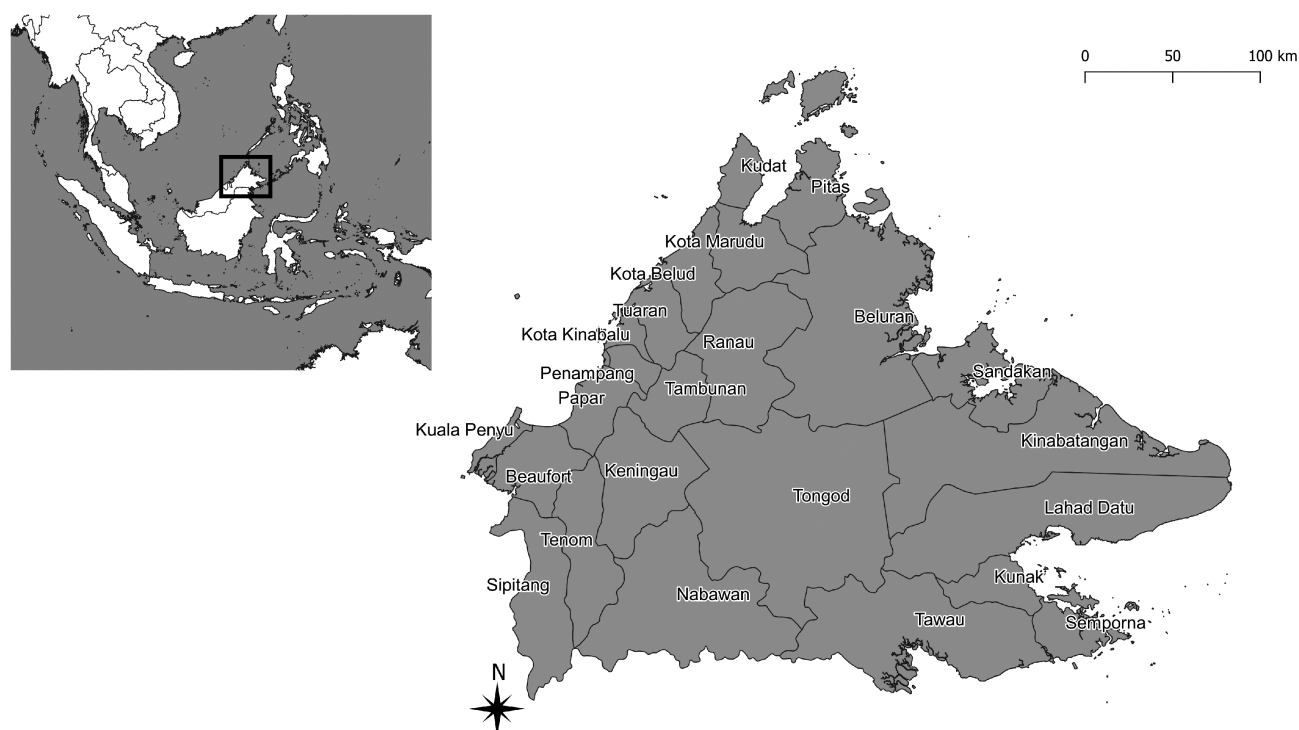 0 50 100 km
Kudat
Pitas
Kota Marudu
Kota Belud
Tuaran
Beluran
Kota Kinabalu
Ranau
Penampang
Sandakan
Tambunan
Papar
Kuala Penyu
Kinabatangan
Beaufort
Keningau
Tongod
Lahad Datu
Tenom
Kunak
Sipitang
Nabawan
Tawau
Semporna
N